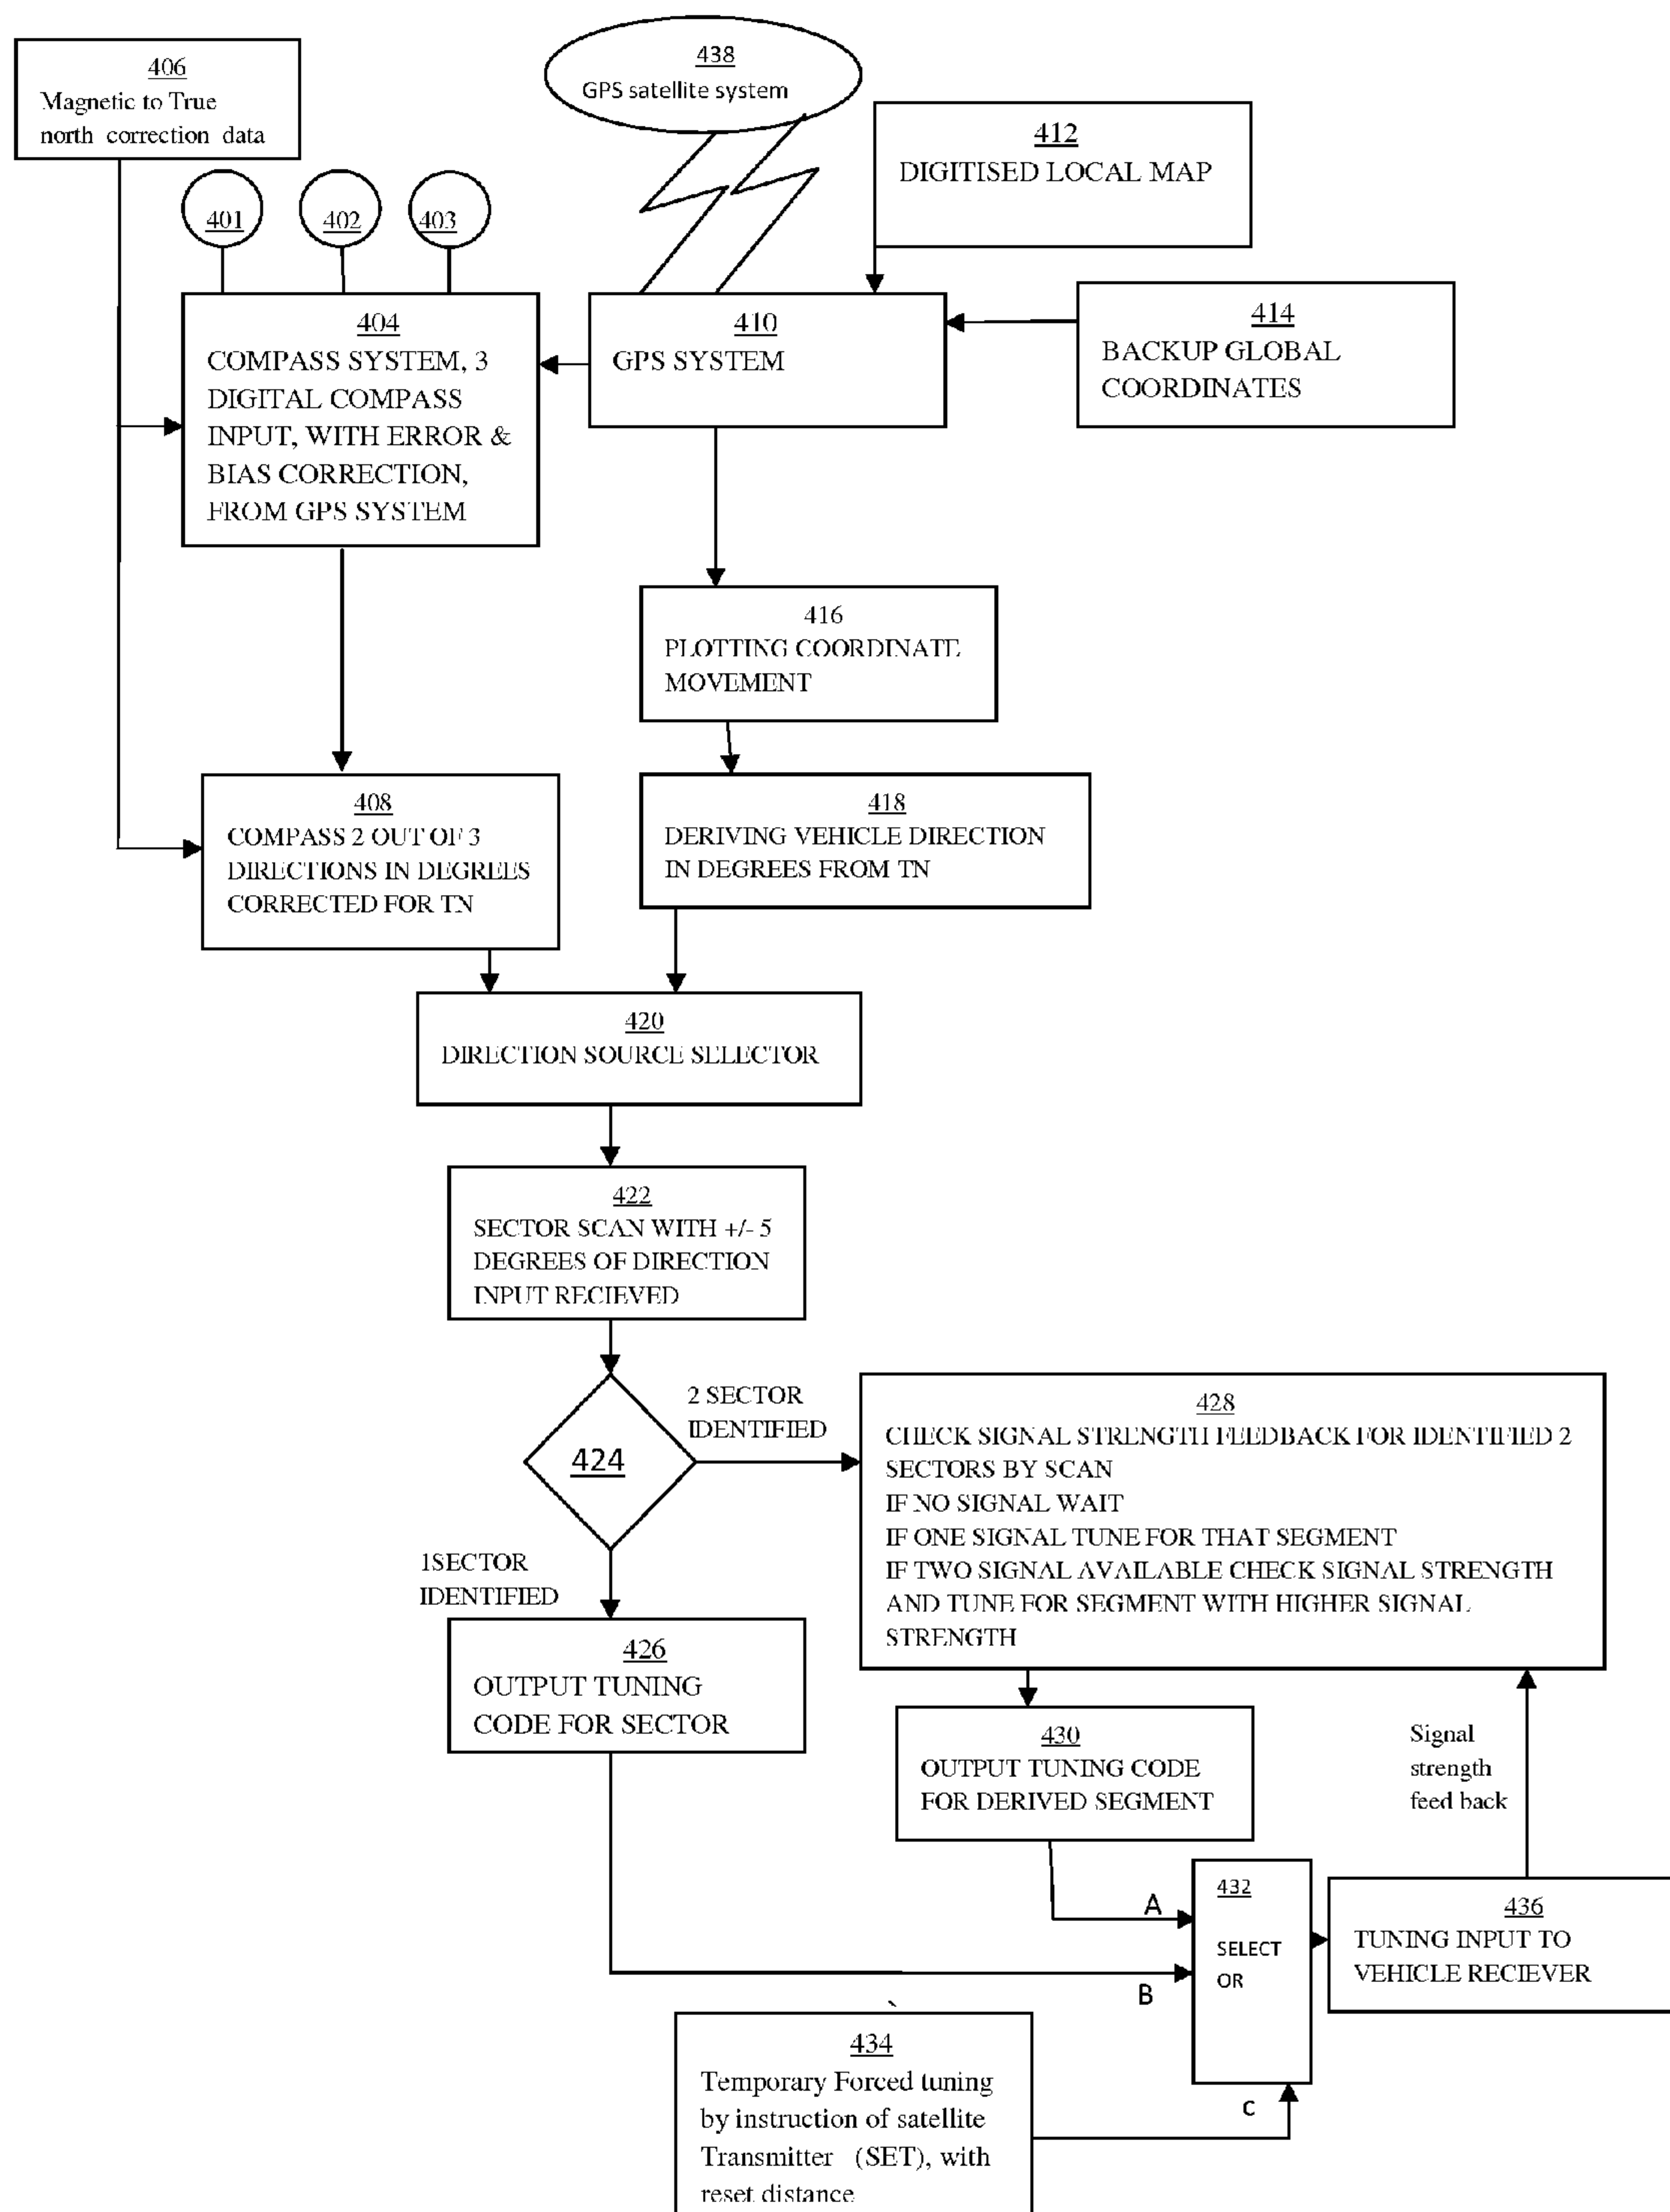 406
Magnetic to True
north correction data
438
GPS satellite system
412
DIGITISED LOCAL MAP
401
402
403
404
COMPASS SYSTEM, 3
DIGITAL COMPASS
INPUT, WITH ERROR &
BIAS CORRECTION,
FROM GPS SYSTEM
410
GPS SYSTEM
414
BACKUP GLOBAL
COORDINATES
416
PLOTTING COORDINATE
MOVEMENT
408
COMPASS 2 OUT OF 3
DIRECTIONS IN DEGREES
CORRECTED FOR TN
418
DERIVING VEHICLE DIRECTION
IN DEGREES FROM TN
420
DIRECTION SOURCE SELECTOR
422
SECTOR SCAN WITH +/- 5
DEGREES OF DIRECTION
INPUT RECIEVED
424
2 SECTOR
IDENTIFIED
428
CHECK SIGNAL STRENGTH FEEDBACK FOR IDENTIFIED 2
SECTORS BY SCAN
IF NO SIGNAL WAIT
IF ONE SIGNAL TUNE FOR THAT SEGMENT
IF TWO SIGNAL AVAILABLE CHECK SIGNAL STRENGTH
AND TUNE FOR SEGMENT WITH HIGHER SIGNAL
STRENGTH
1SECTOR
IDENTIFIED
426
OUTPUT TUNING
CODE FOR SECTOR
430
OUTPUT TUNING CODE
FOR DERIVED SEGMENT
Signal
strength
feed back
A
B
C
432
SELECT
OR
436
TUNING INPUT TO
VEHICLE RECIEVER
434
Temporary Forced tuning
by instruction of satellite
Transmitter (SET), with
reset distance